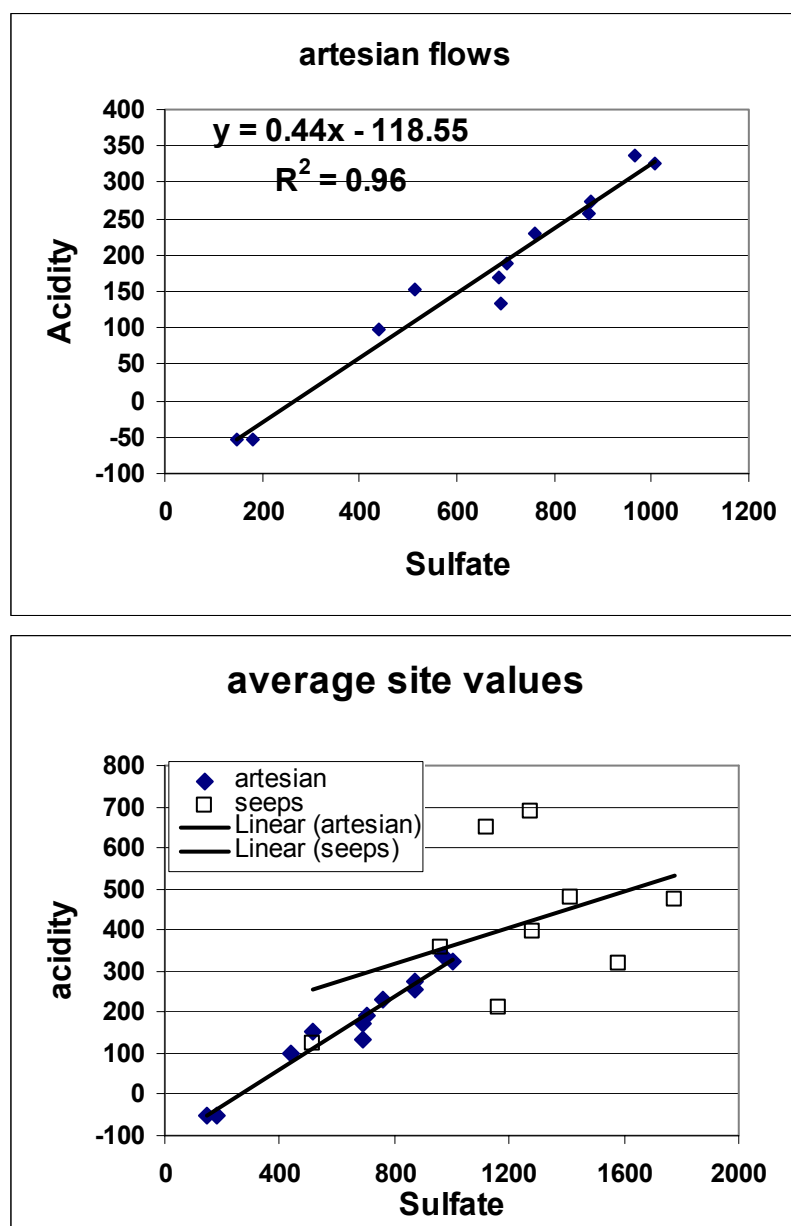 artesian flows
y = 0.44x - 118.55
R² = 0.96
400
350
300
250
200
150
100
50
0
-50
-100
Acidity
0 200 400 600 800 1000 1200
Sulfate
average site values
800
700
600
500
400
300
200
100
0
-100
artesian
seeps
Linear (artesian)
Linear (seeps)
acidity
0 400 800 1200 1600 2000
Sulfate